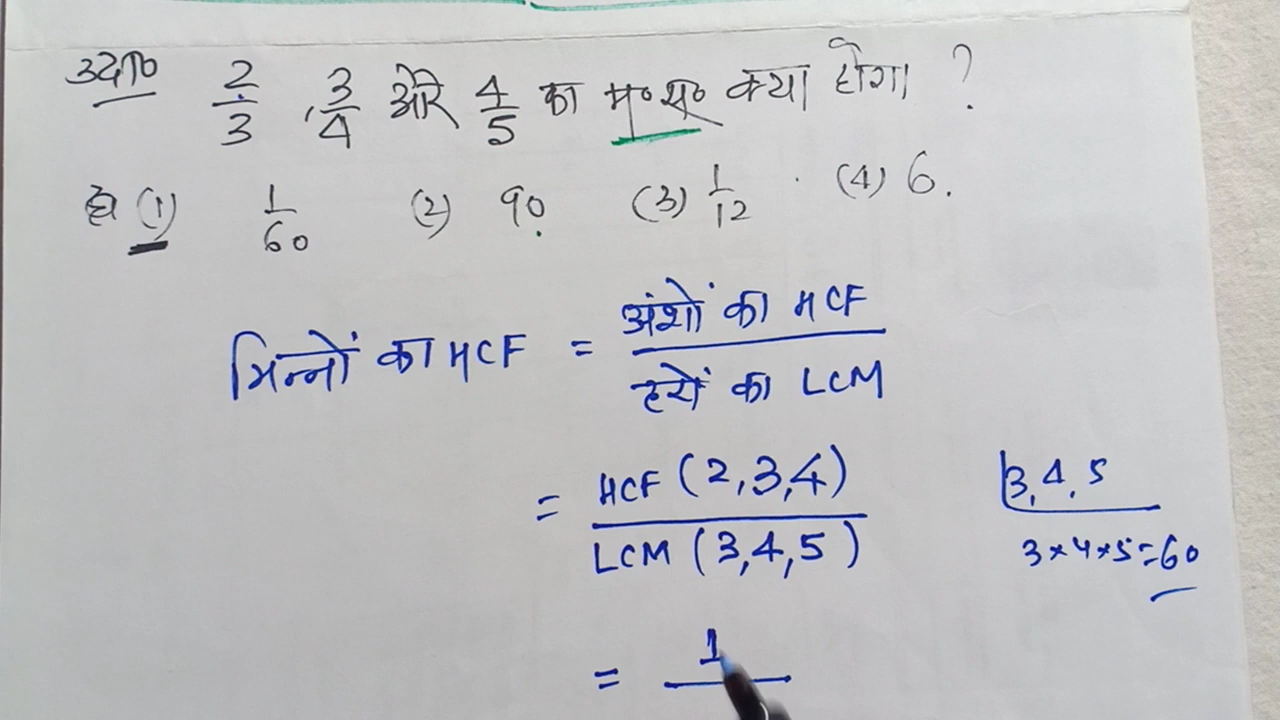 उदा० 2/3 , 3/4 और 4/5 का म० स० क्या होगा ?
(1) 1/60 (2) 90 (3) 1/12 (4) 6.
भिन्नों का HCF = अंशों का HCF / हरों का LCM
= HCF (2,3,4) / LCM (3,4,5)
3, 4, 5
3×4×5=60
= 1